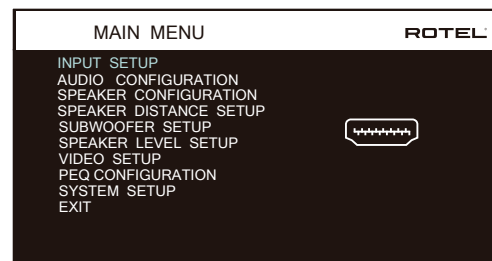 MAIN MENU
ROTEL
INPUT SETUP
AUDIO CONFIGURATION
SPEAKER CONFIGURATION
SPEAKER DISTANCE SETUP
SUBWOOFER SETUP
SPEAKER LEVEL SETUP
VIDEO SETUP
PEQ CONFIGURATION
SYSTEM SETUP
EXIT